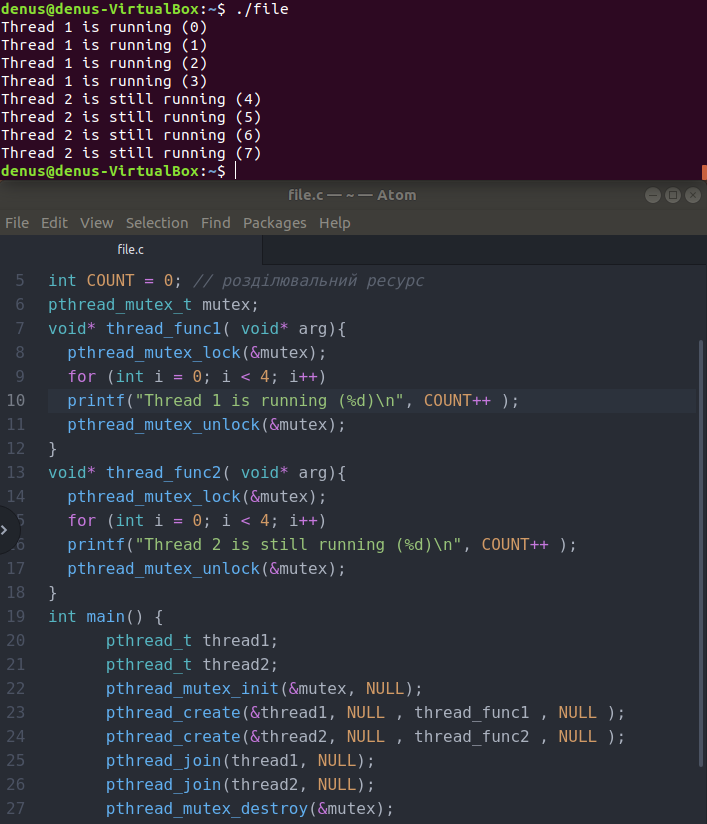 denus@denus-VirtualBox:~$ ./file
Thread 1 is running (0)
Thread 1 is running (1)
Thread 1 is running (2)
Thread 1 is running (3)
Thread 2 is still running (4)
Thread 2 is still running (5)
Thread 2 is still running (6)
Thread 2 is still running (7)
denus@denus-VirtualBox:~$
file.c — ~ — Atom
File Edit View Selection Find Packages Help
file.c
5 int COUNT = 0; // розділювальний ресурс
6 pthread_mutex_t mutex;
7 void* thread_func1( void* arg){
8 pthread_mutex_lock(&mutex);
9 for (int i = 0; i < 4; i++)
10 printf("Thread 1 is running (%d)\n", COUNT++ );
11 pthread_mutex_unlock(&mutex);
12 }
13 void* thread_func2( void* arg){
14 pthread_mutex_lock(&mutex);
15 for (int i = 0; i < 4; i++)
16 printf("Thread 2 is still running (%d)\n", COUNT++ );
17 pthread_mutex_unlock(&mutex);
18 }
19 int main() {
20 pthread_t thread1;
21 pthread_t thread2;
22 pthread_mutex_init(&mutex, NULL);
23 pthread_create(&thread1, NULL , thread_func1 , NULL );
24 pthread_create(&thread2, NULL , thread_func2 , NULL );
25 pthread_join(thread1, NULL);
26 pthread_join(thread2, NULL);
27 pthread_mutex_destroy(&mutex);